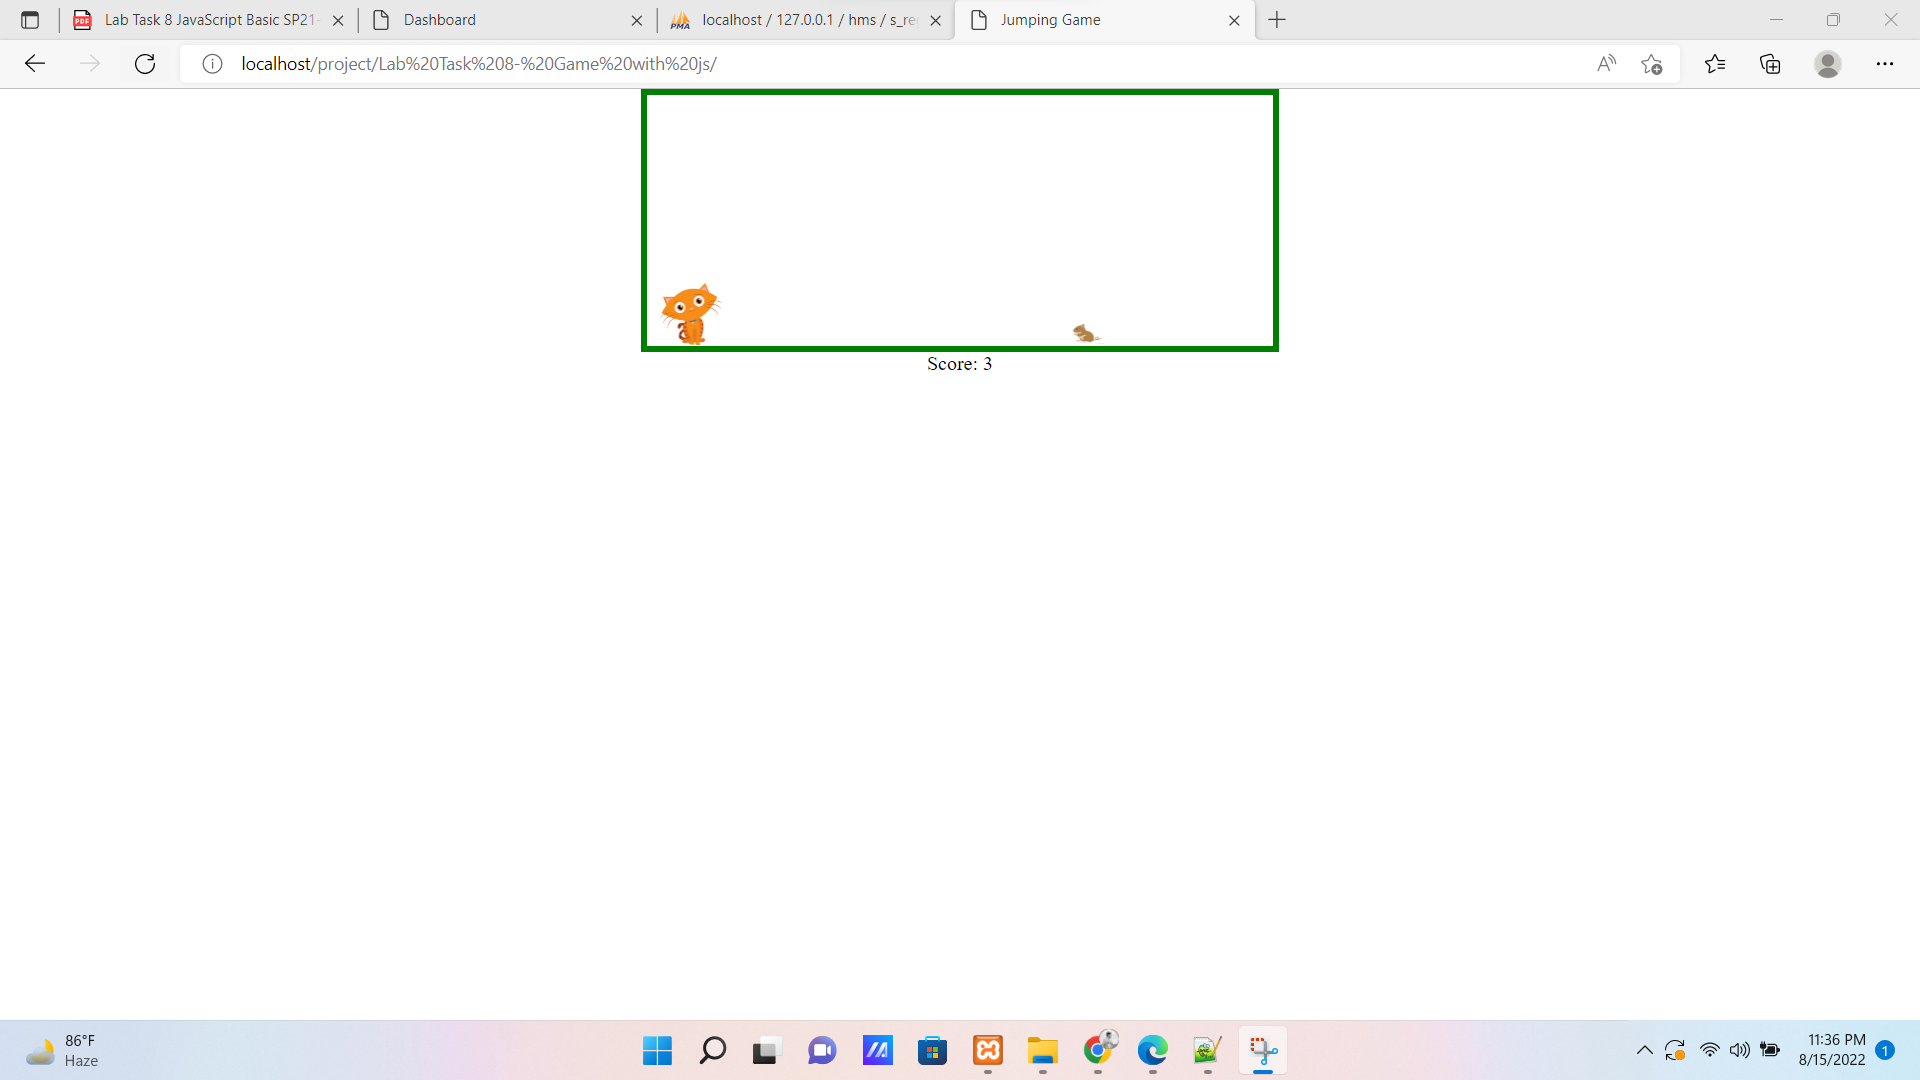 Lab Task 8 JavaScript Basic SP21-
Dashboard
localhost / 127.0.0.1 / hms / s_re
Jumping Game
localhost/project/Lab%20Task%208-%20Game%20with%20js/
Score: 3
86°F
Haze
11:36 PM
8/15/2022
1